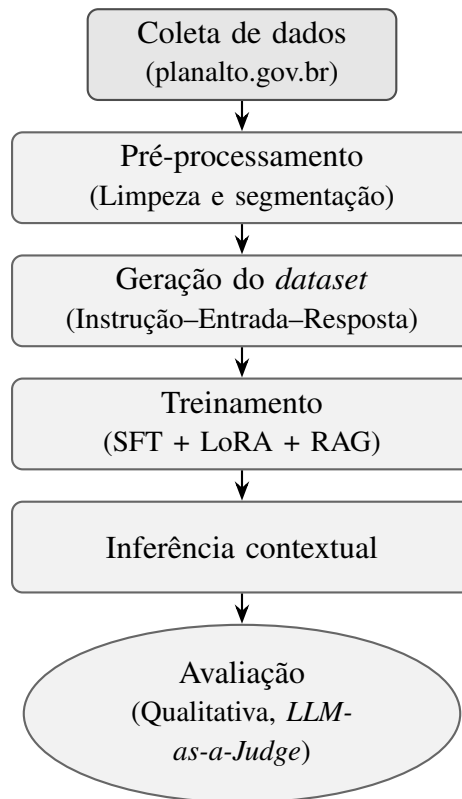 Coleta de dados
(planalto.gov.br)
Pré-processamento
(Limpeza e segmentação)
Geração do dataset
(Instrução–Entrada–Resposta)
Treinamento
(SFT + LoRA + RAG)
Inferência contextual
Avaliação
(Qualitativa, LLM-
as-a-Judge)